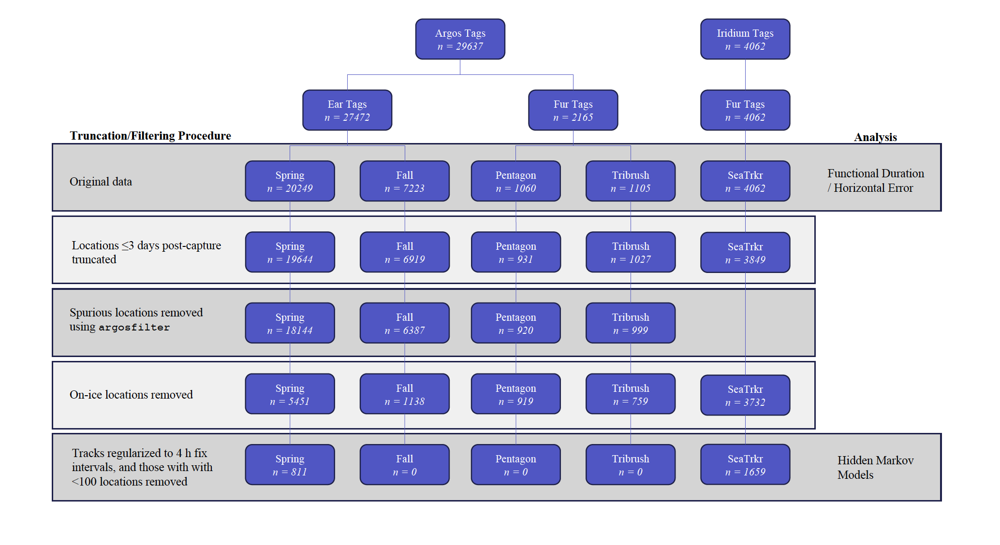 Argos Tags
n = 29637
Iridium Tags
n = 4062
Ear Tags
n = 27472
Fur Tags
n = 2165
Fur Tags
n = 4062
Truncation/Filtering Procedure
Analysis
Original data
Spring
n = 20249
Fall
n = 7223
Pentagon
n = 1060
Tribrush
n = 1105
SeaTrkr
n = 4062
Functional Duration
/ Horizontal Error
Locations ≤3 days post-capture
truncated
Spring
n = 19644
Fall
n = 6919
Pentagon
n = 931
Tribrush
n = 1027
SeaTrkr
n = 3849
Spurious locations removed
using argosfilter
Spring
n = 18144
Fall
n = 6387
Pentagon
n = 920
Tribrush
n = 999
On-ice locations removed
Spring
n = 5451
Fall
n = 1138
Pentagon
n = 919
Tribrush
n = 759
SeaTrkr
n = 3732
Tracks regularized to 4 h fix
intervals, and those with with
<100 locations removed
Spring
n = 811
Fall
n = 0
Pentagon
n = 0
Tribrush
n = 0
SeaTrkr
n = 1659
Hidden Markov
Models